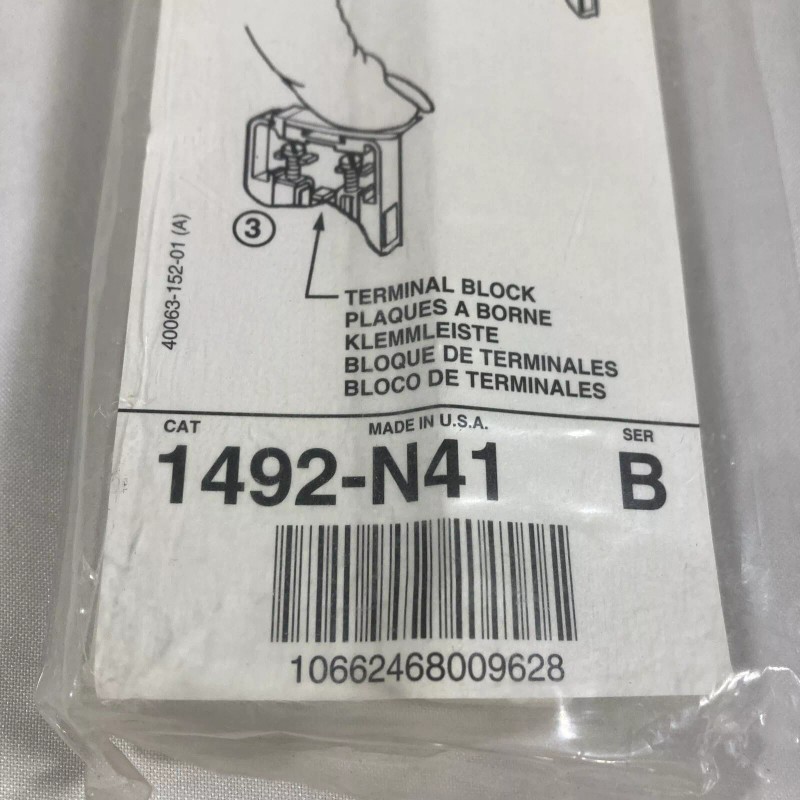 3
40063-152-01 (A)
TERMINAL BLOCK
PLAQUES A BORNE
KLEMMLEISTE
BLOQUE DE TERMINALES
BLOCO DE TERMINALES
CAT MADE IN U.S.A. SER
1492-N41 B
10662468009628